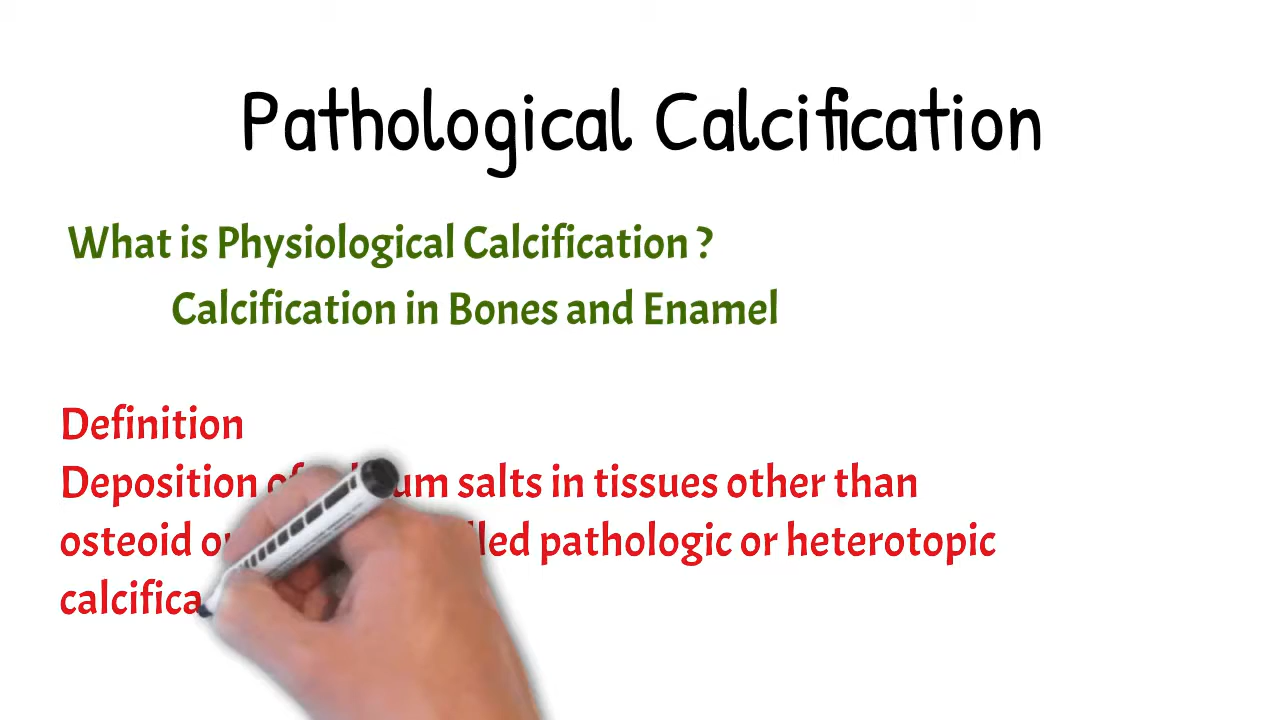 Pathological Calcification
What is Physiological Calcification ?
Calcification in Bones and Enamel
Definition
Deposition salts in tissues other than
osteoid pathologic or heterotopic